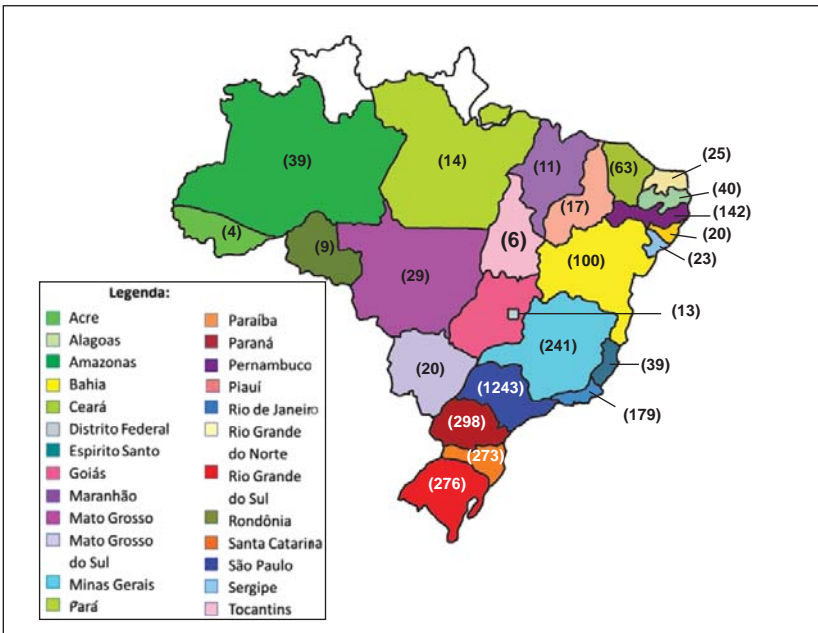 (39)
(14)
(11)
(63)
(25)
(40)
(142)
(20)
(23)
(4)
(9)
(17)
(6)
(29)
(100)
(13)
(241)
(39)
(179)
(20)
(1243)
(298)
(273)
(276)
Legenda:
Acre
Alagoas
Amazonas
Bahia
Ceará
Distrito Federal
Espirito Santo
Goiás
Maranhão
Mato Grosso
Mato Grosso
do Sul
Minas Gerais
Pará
Paraíba
Paraná
Pernambuco
Piauí
Rio de Janeiro
Rio Grande
do Norte
Rio Grande
do Sul
Rondônia
Santa Catarina
São Paulo
Sergipe
Tocantins